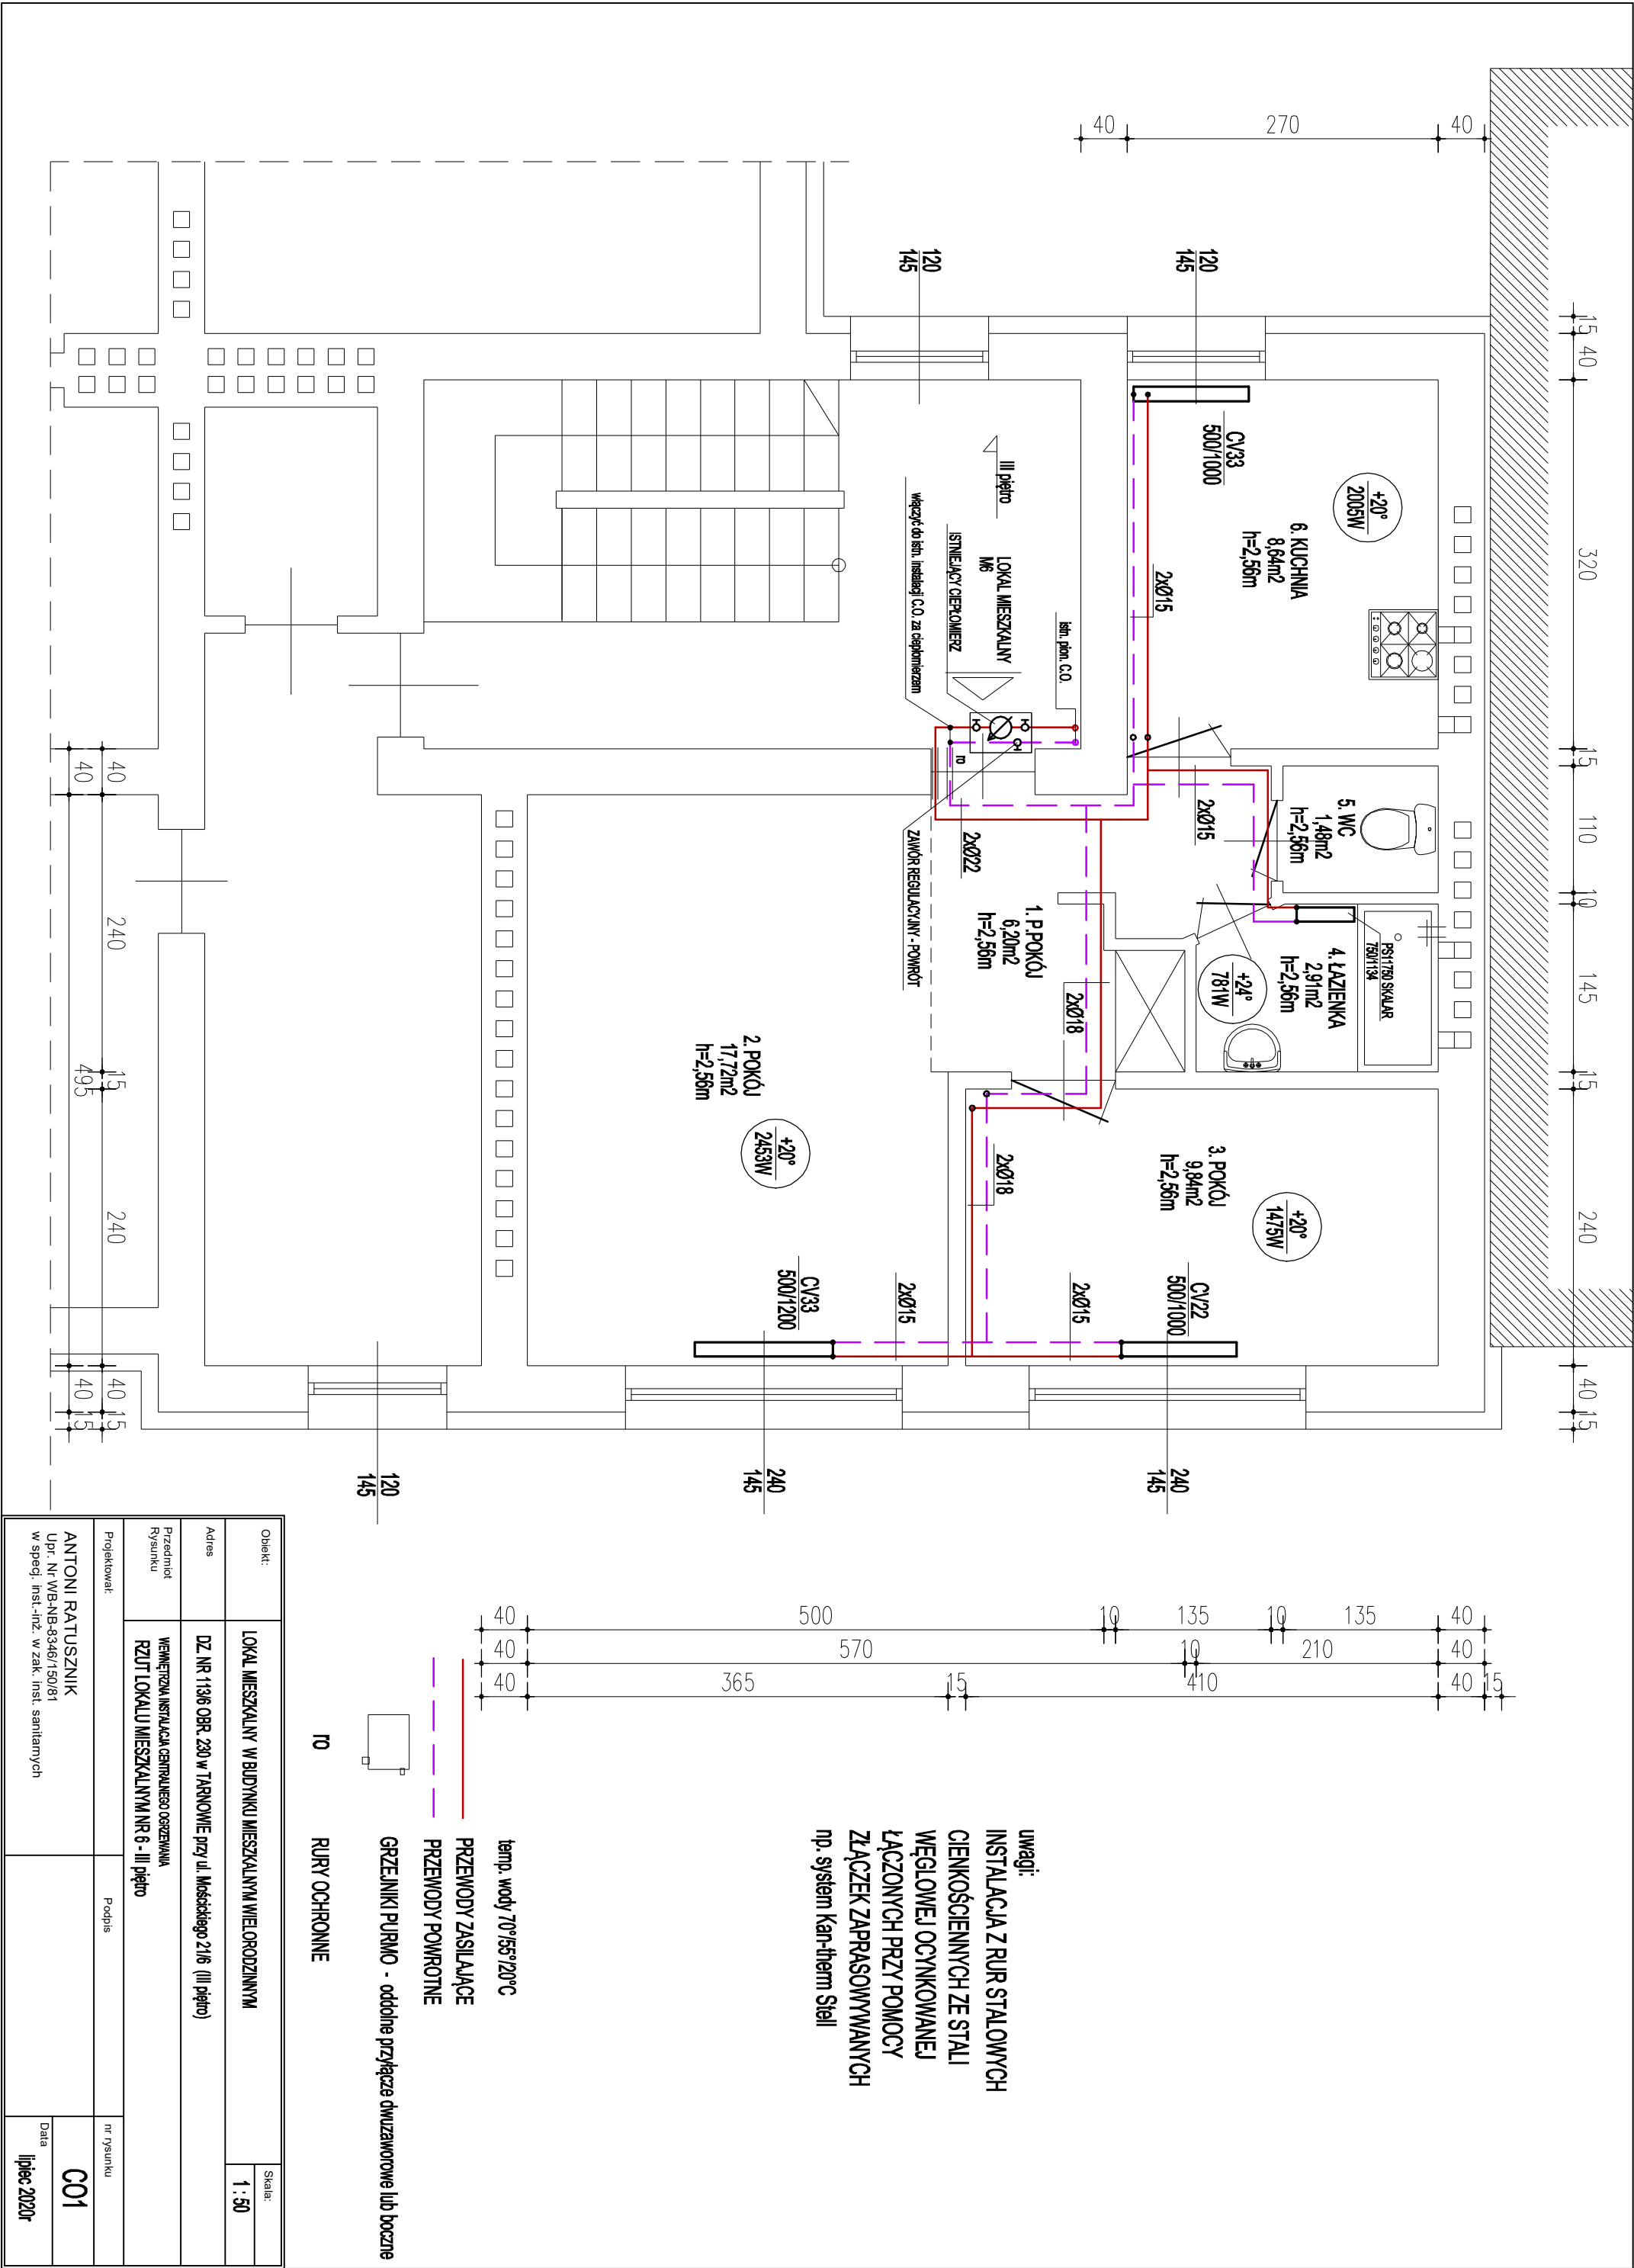 15
40
320
15
110
10
145
15
240
40
15
40
270
40
120
145
120
145
CV33
500/1000
+20°
2005W
6. KUCHNIA
8,64m2
h=2,56m
2xØ15
III piętro
LOKAL MIESZKALNY
M6
ISTNIEJĄCY CIEPŁOMIERZ
włączyć do istn. instalacji C.O. za ciepłomierzem
istn. pion. C.O.
ro
ZAWÓR REGULACYJNY - POWRÓT
2xØ22
2xØ15
5. WC
1,48m2
h=2,56m
1. P.POKÓJ
6,20m2
h=2,56m
2xØ18
PS11750 SKALAR
750/1134
4. ŁAZIENKA
2,91m2
h=2,56m
+24°
781W
2. POKÓJ
17,72m2
h=2,56m
+20°
2453W
2xØ18
3. POKÓJ
9,84m2
h=2,56m
+20°
1475W
CV33
500/1200
2xØ15
2xØ15
CV22
500/1000
240
145
240
145
120
145
40
240
15
240
40
15
40
495
40
15
40
500
10
135
10
135
40
40
570
10
210
40
40
365
15
410
40
15
uwagi:
INSTALACJA Z RUR STALOWYCH
CIENKOŚCIENNYCH ZE STALI
WĘGLOWEJ OCYNKOWANEJ
ŁĄCZONYCH PRZY POMOCY
ZŁĄCZEK ZAPRASOWYWANYCH
np. system Kan-therm Stell
temp. wody 70°/55°/20°C
PRZEWODY ZASILAJĄCE
PRZEWODY POWROTNE
GRZEJNIKI PURMO - oddolne przyłącze dwuzaworowe lub boczne
ro RURY OCHRONNE
Obiekt:
LOKAL MIESZKALNY W BUDYNKU MIESZKALNYM WIELORODZINNYM
Skala:
1 : 50
Adres
DZ. NR 113/6 OBR. 230 w TARNOWIE przy ul. Mościckiego 21/6 (III piętro)
Przedmiot
Rysunku
WEWNĘTRZNA INSTALACJA CENTRALNEGO OGRZEWANIA
RZUT LOKALU MIESZKALNYM NR 6 - III piętro
Projektował:
Podpis
nr rysunku
ANTONI RATUSZNIK
Upr. Nr WB-NB-8346/150/81
w specj. inst.-inż. w zak. inst. sanitarnych
CO1
Data
lipiec 2020r